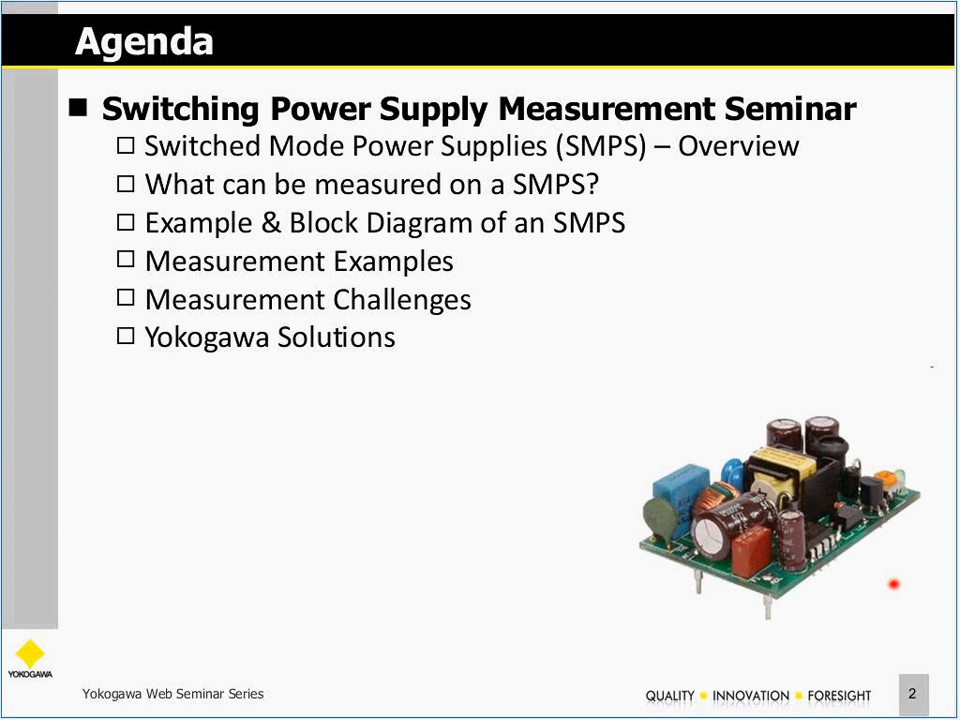 Agenda
Switching Power Supply Measurement Seminar
Switched Mode Power Supplies (SMPS) – Overview
What can be measured on a SMPS?
Example & Block Diagram of an SMPS
Measurement Examples
Measurement Challenges
Yokogawa Solutions
YOKOGAWA
Yokogawa Web Seminar Series
QUALITY ■ INNOVATION ■ FORESIGHT
2